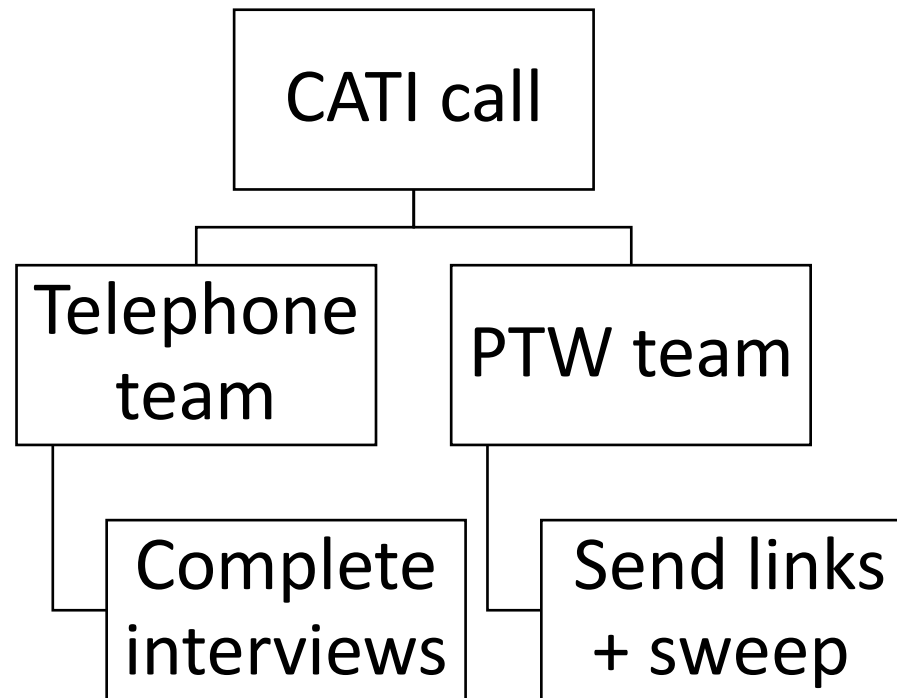 CATI call
Telephone
team
PTW team
Complete
interviews
Send links
+ sweep